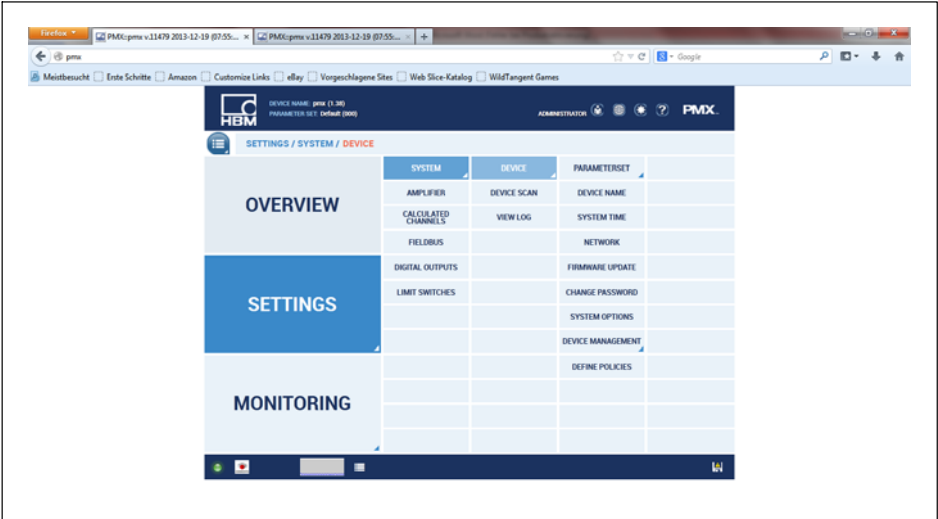 Firefox
PMX:pmx v.11479 2013-12-19 (07:55:... ×
PMX:pmx v.11479 2013-12-19 (07:55:... ×
+
pmx
Google
Meistbesucht Erste Schritte Amazon Customize Links eBay Vorgeschlagene Sites Web Slice-Katalog WildTangent Games
HBM
DEVICE NAME: pmx (1.38)
PARAMETER SET: Default (000)
ADMINISTRATOR
?
PMX
SETTINGS / SYSTEM / DEVICE
OVERVIEW
SETTINGS
MONITORING
SYSTEM
AMPLIFIER
CALCULATED
CHANNELS
FIELDBUS
DIGITAL OUTPUTS
LIMIT SWITCHES
DEVICE
DEVICE SCAN
VIEW LOG
PARAMETERSET
DEVICE NAME
SYSTEM TIME
NETWORK
FIRMWARE UPDATE
CHANGE PASSWORD
SYSTEM OPTIONS
DEVICE MANAGEMENT
DEFINE POLICIES